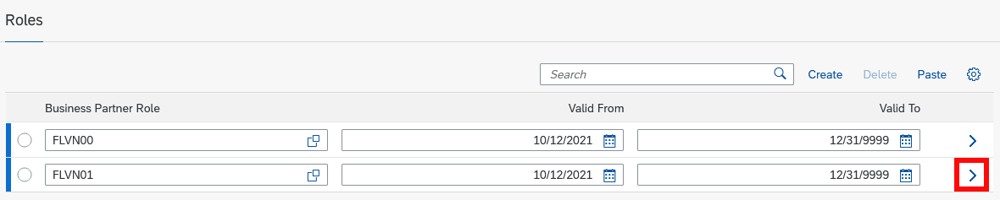 Roles
Search Create Delete Paste
Business Partner Role Valid From Valid To
FLVN00 10/12/2021 12/31/9999
FLVN01 10/12/2021 12/31/9999